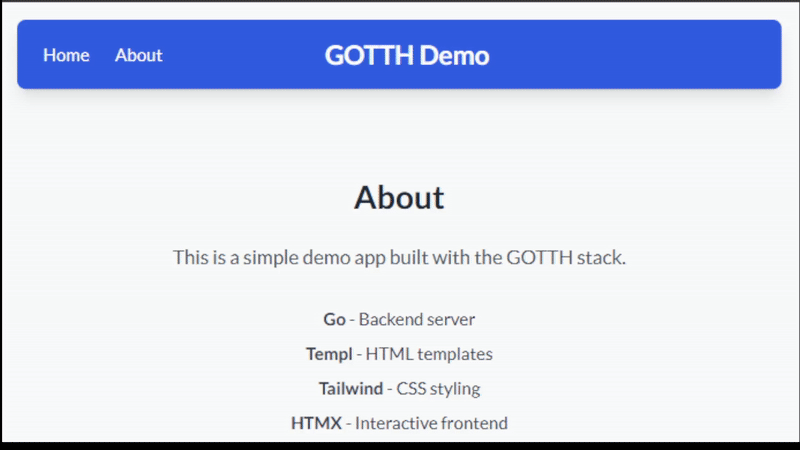 Home About GOTTH Demo
About
This is a simple demo app built with the GOTTH stack.
Go - Backend server
Templ - HTML templates
Tailwind - CSS styling
HTMX - Interactive frontend